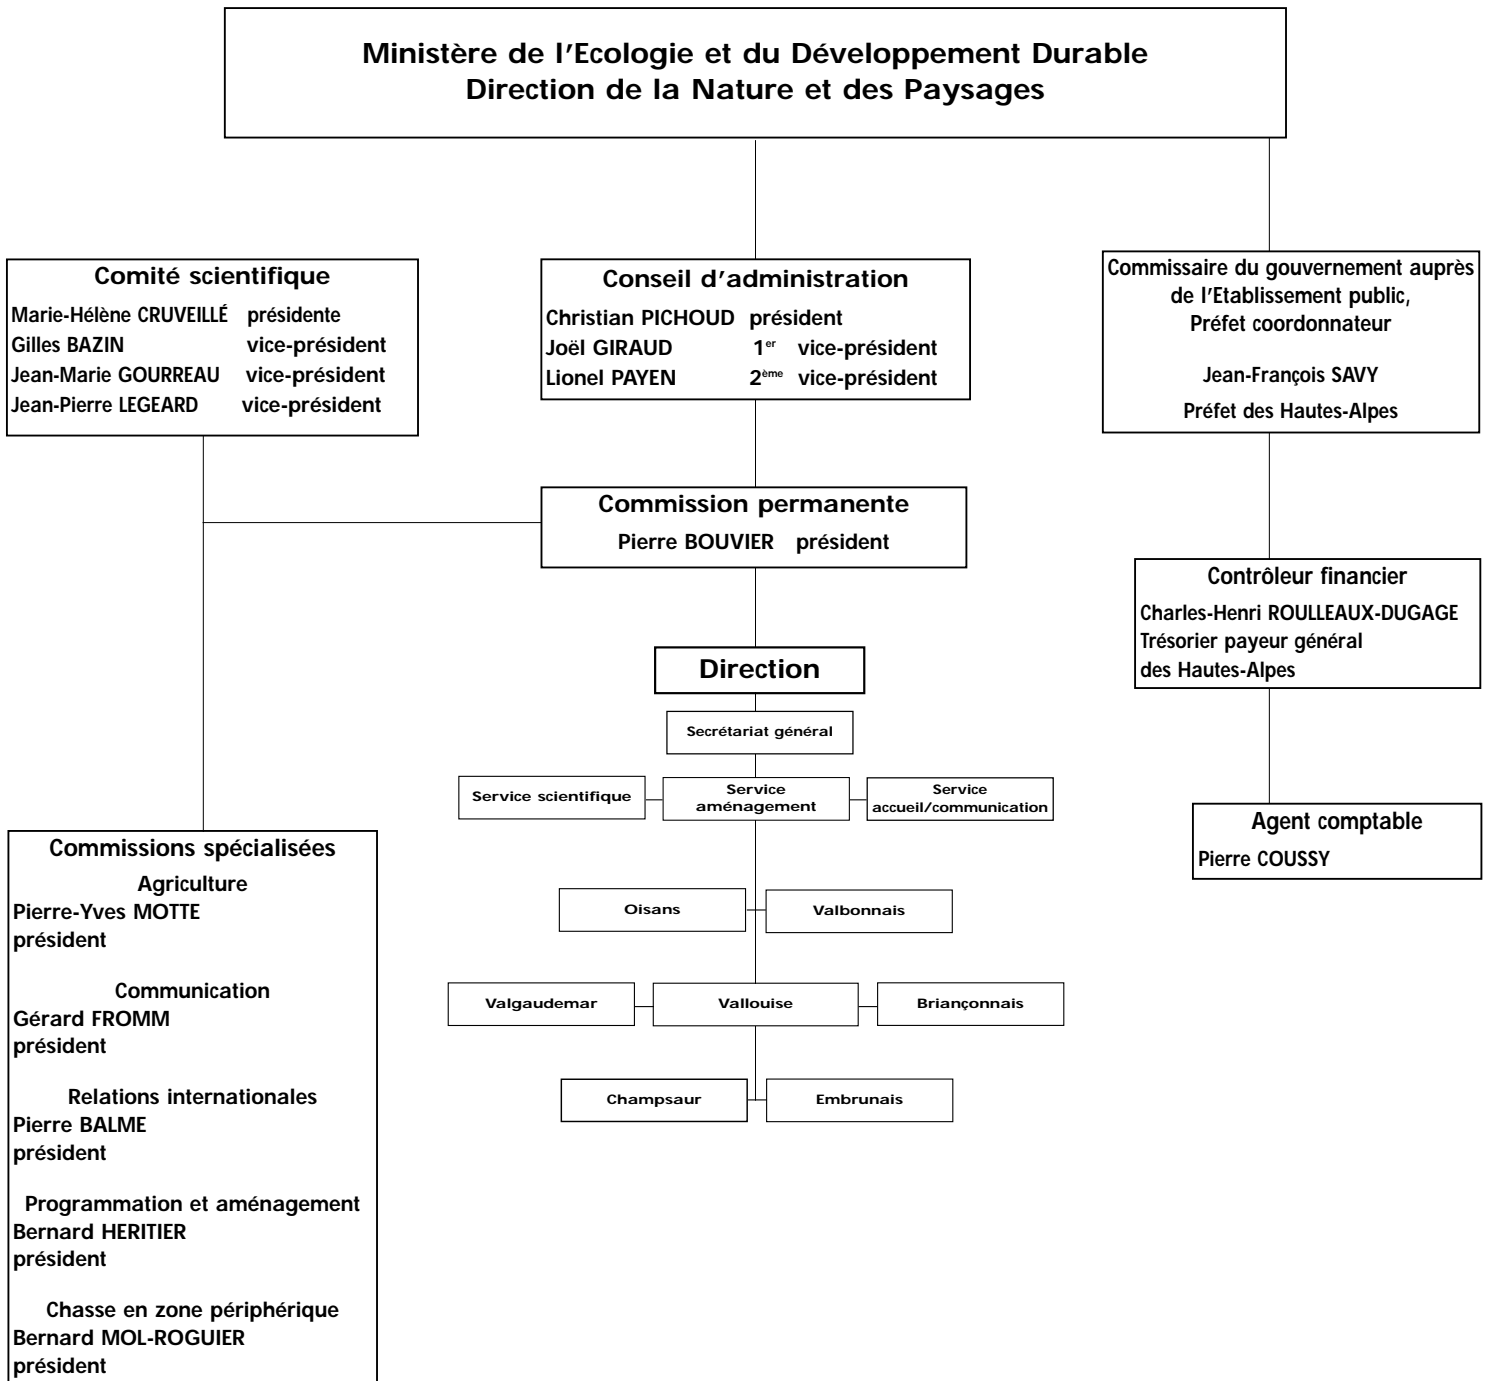 Ministère de l'Ecologie et du Développement Durable
Direction de la Nature et des Paysages
Comité scientifique
Marie-Hélène CRUVEILLÉ présidente
Gilles BAZIN vice-président
Jean-Marie GOURREAU vice-président
Jean-Pierre LEGEARD vice-président
Conseil d'administration
Christian PICHOUD président
Joël GIRAUD 1er vice-président
Lionel PAYEN 2ème vice-président
Commissaire du gouvernement auprès
de l'Etablissement public,
Préfet coordonnateur
Jean-François SAVY
Préfet des Hautes-Alpes
Commission permanente
Pierre BOUVIER président
Contrôleur financier
Charles-Henri ROULLEAUX-DUGAGE
Trésorier payeur général
des Hautes-Alpes
Direction
Secrétariat général
Service scientifique
Service
aménagement
Service
accueil/communication
Agent comptable
Pierre COUSSY
Commissions spécialisées
Agriculture
Pierre-Yves MOTTE
président
Communication
Gérard FROMM
président
Relations internationales
Pierre BALME
président
Programmation et aménagement
Bernard HERITIER
président
Chasse en zone périphérique
Bernard MOL-ROGUIER
président
Oisans
Valbonnais
Valgaudemar
Vallouise
Briançonnais
Champsaur
Embrunais